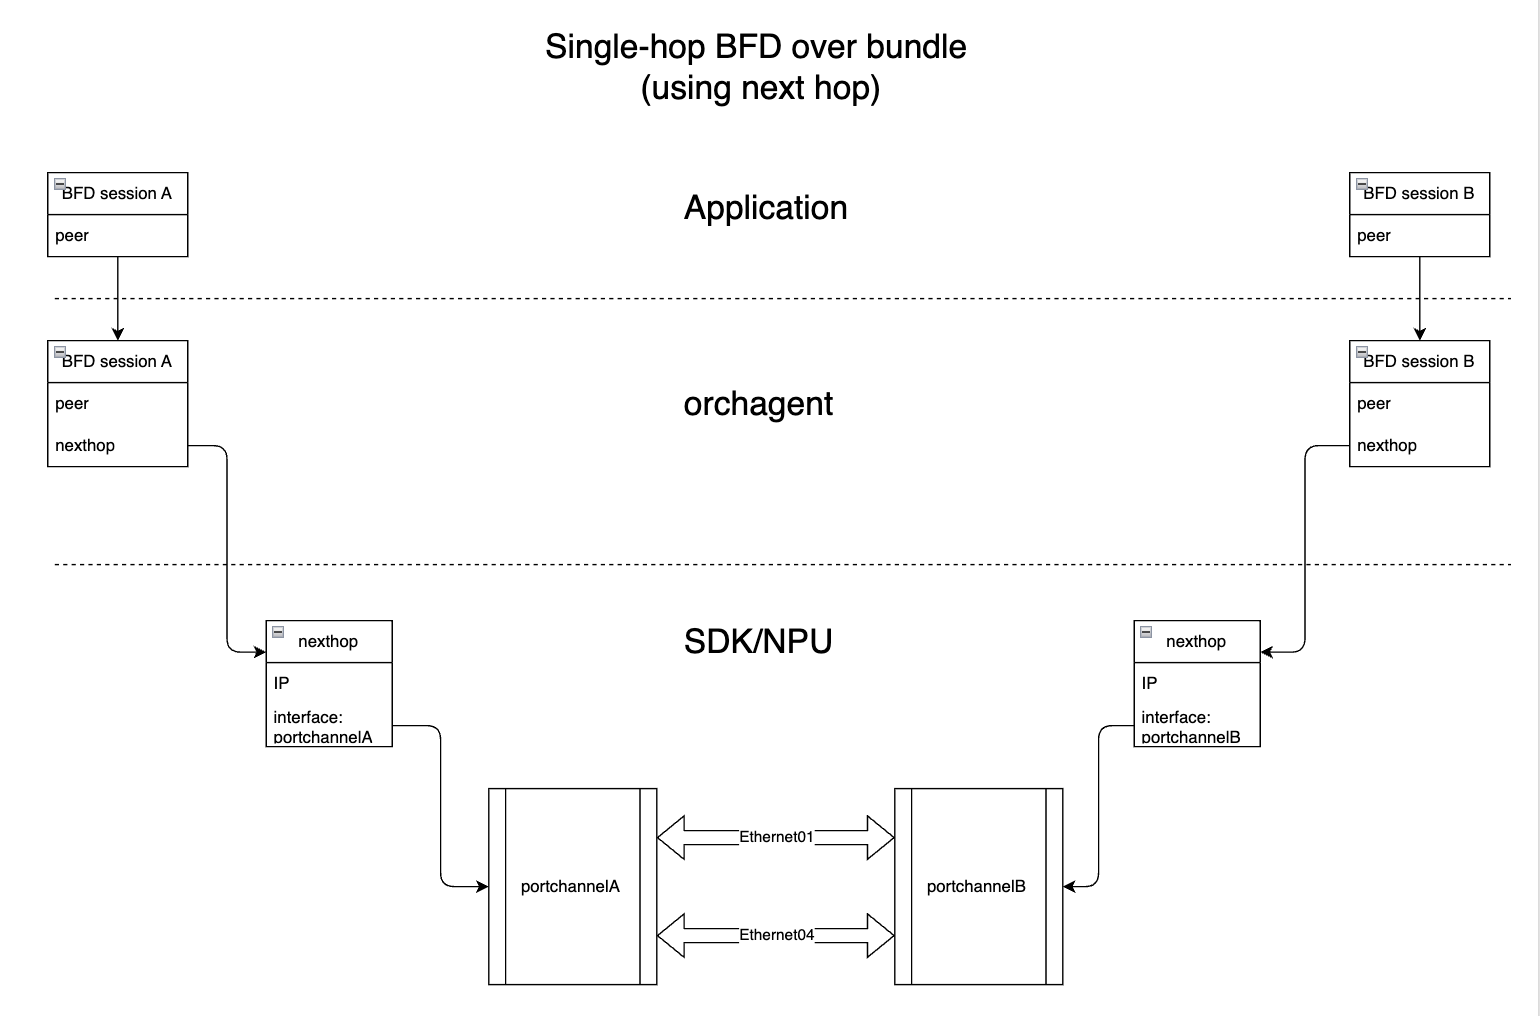 Single-hop BFD over bundle
(using next hop)
BFD session A
peer
Application
BFD session B
peer
BFD session A
peer
nexthop
orchagent
BFD session B
peer
nexthop
nexthop
IP
interface:
portchannelA
SDK/NPU
nexthop
IP
interface:
portchannelB
portchannelA
Ethernet01
Ethernet04
portchannelB